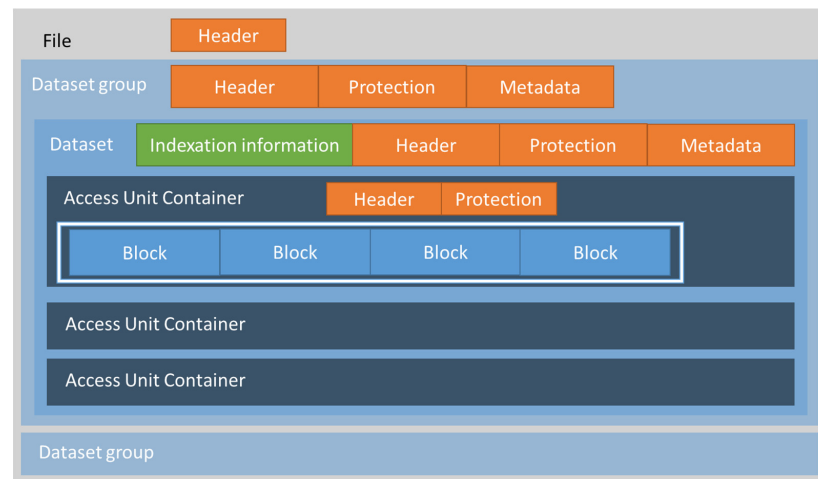 File Header
Dataset group Header Protection Metadata
Dataset Indexation information Header Protection Metadata
Access Unit Container Header Protection
Block Block Block Block
Access Unit Container
Access Unit Container
Dataset group